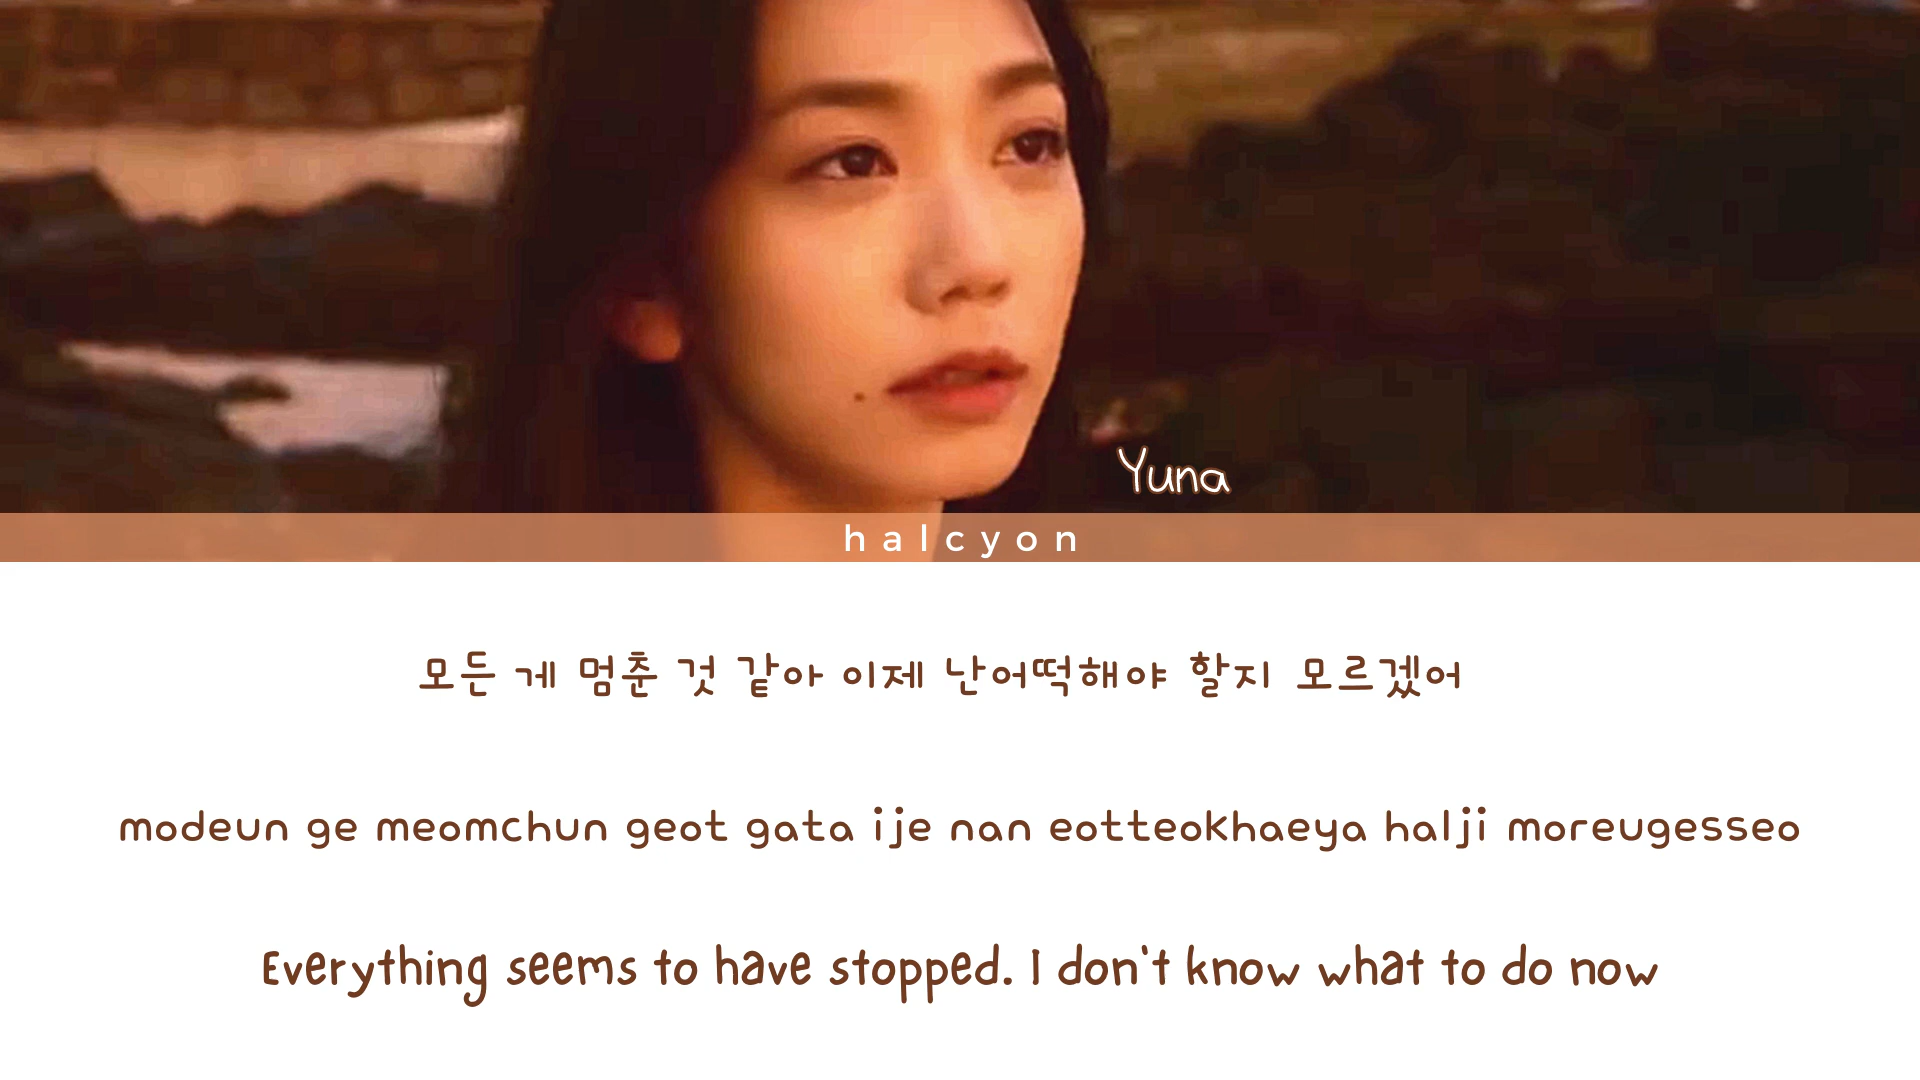 Yuna
halcyon
모든 게 멈춘 것 같아 이제 난어떡해야 할지 모르겠어
modeun ge meomchun geot gata ije nan eotteokhaeya halji moreugesseo
Everything seems to have stopped. I don't know what to do now